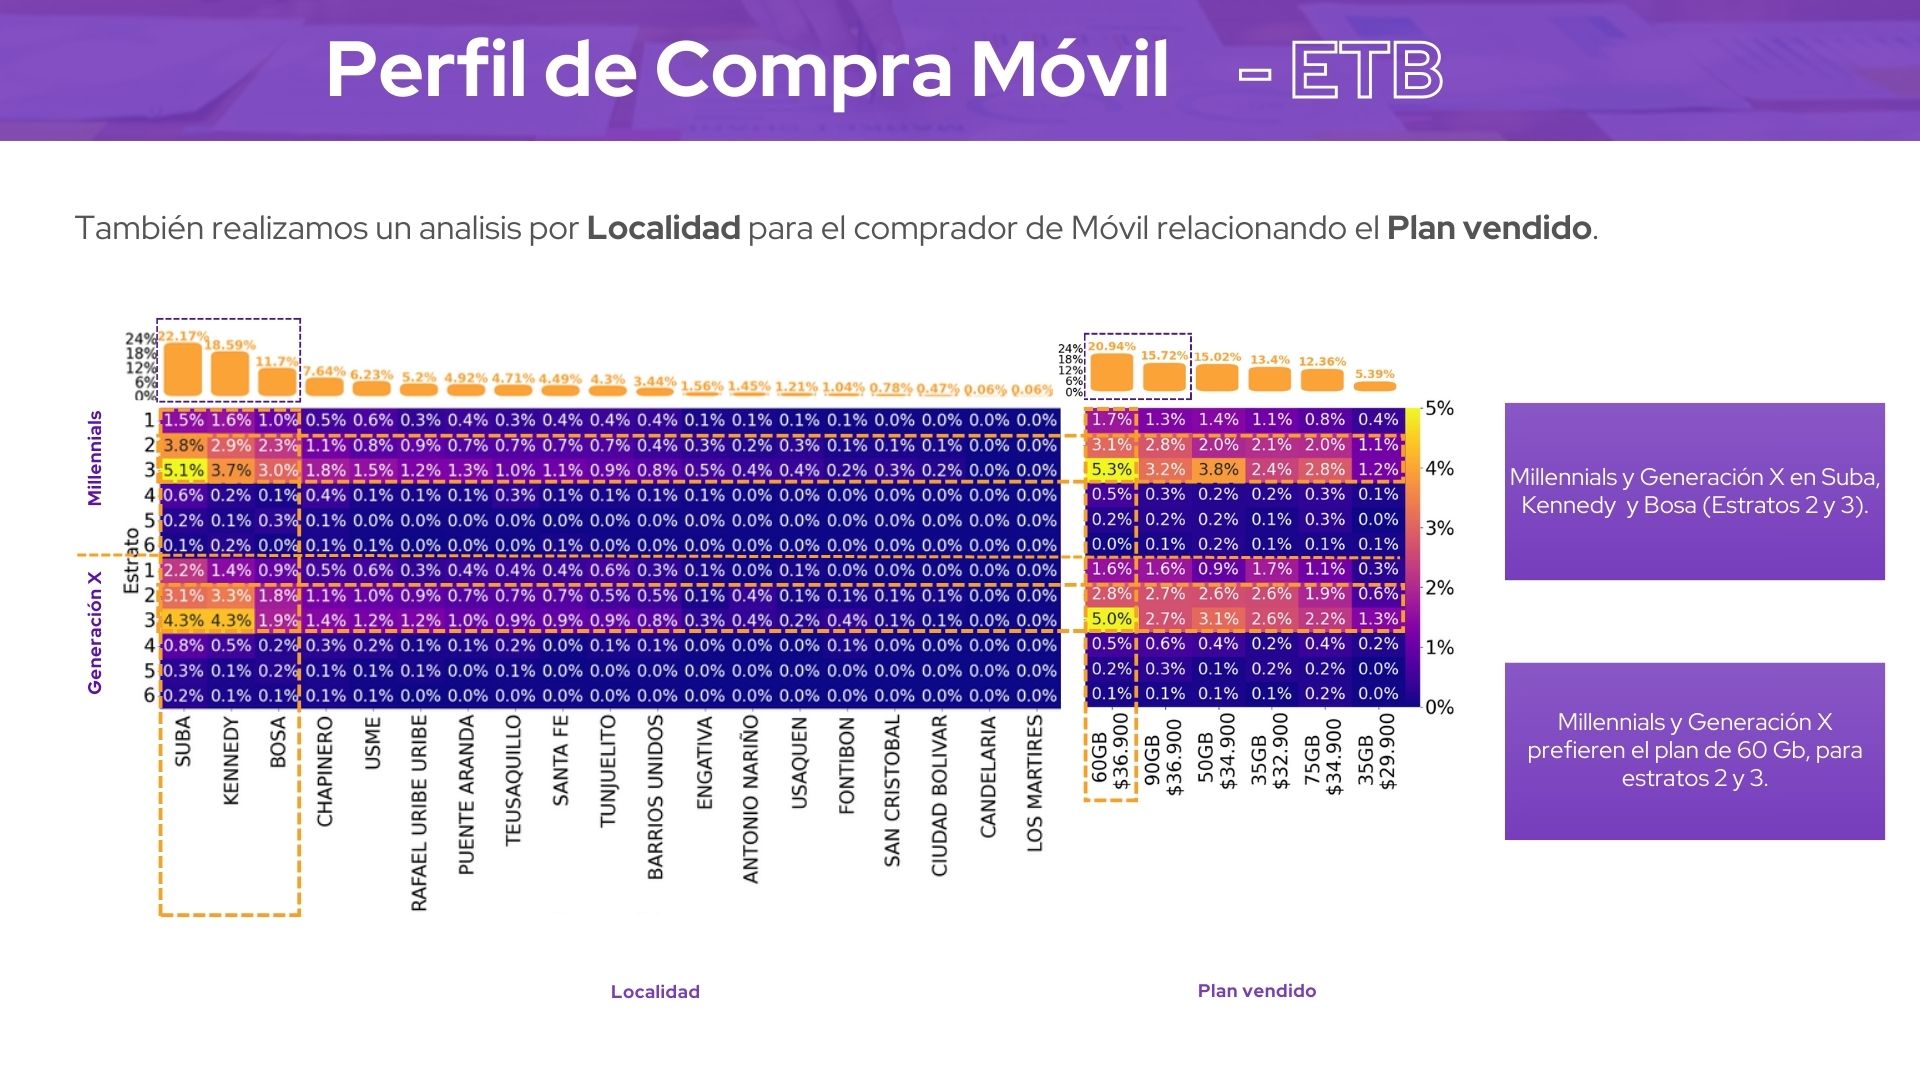 Perfil de Compra Móvil - ETB
También realizamos un analisis por Localidad para el comprador de Móvil relacionando el Plan vendido.
24%
18%
12%
6%
0%
22.17% 18.59% 11.7% 7.64% 6.23% 5.2% 4.92% 4.71% 4.49% 4.3% 3.44% 1.56% 1.45% 1.21% 1.04% 0.78% 0.47% 0.06% 0.06%
24%
18%
12%
6%
0%
20.94% 15.72% 15.02% 13.4% 12.36% 5.39%
Millennials
Generación X
Estrato
1 1.5% 1.6% 1.0% 0.5% 0.6% 0.3% 0.4% 0.3% 0.4% 0.4% 0.4% 0.1% 0.1% 0.1% 0.1% 0.0% 0.0% 0.0% 0.0% 1.7% 1.3% 1.4% 1.1% 0.8% 0.4%
2 3.8% 2.9% 2.3% 1.1% 0.8% 0.9% 0.7% 0.7% 0.7% 0.7% 0.4% 0.3% 0.2% 0.3% 0.1% 0.1% 0.1% 0.0% 0.0% 3.1% 2.8% 2.0% 2.1% 2.0% 1.1%
3 5.1% 3.7% 3.0% 1.8% 1.5% 1.2% 1.3% 1.0% 1.1% 0.9% 0.8% 0.5% 0.4% 0.4% 0.2% 0.3% 0.2% 0.0% 0.0% 5.3% 3.2% 3.8% 2.4% 2.8% 1.2%
4 0.6% 0.2% 0.1% 0.4% 0.1% 0.1% 0.1% 0.3% 0.1% 0.1% 0.1% 0.1% 0.0% 0.0% 0.0% 0.0% 0.0% 0.0% 0.0% 0.5% 0.3% 0.2% 0.2% 0.3% 0.1%
5 0.2% 0.1% 0.3% 0.1% 0.0% 0.0% 0.0% 0.0% 0.0% 0.0% 0.0% 0.0% 0.0% 0.0% 0.0% 0.0% 0.0% 0.0% 0.0% 0.2% 0.2% 0.2% 0.1% 0.3% 0.0%
6 0.1% 0.2% 0.0% 0.1% 0.1% 0.0% 0.0% 0.0% 0.1% 0.0% 0.0% 0.0% 0.0% 0.0% 0.0% 0.0% 0.0% 0.0% 0.0% 0.0% 0.1% 0.2% 0.1% 0.1% 0.1%
1 2.2% 1.4% 0.9% 0.5% 0.6% 0.3% 0.4% 0.4% 0.4% 0.6% 0.3% 0.1% 0.0% 0.1% 0.0% 0.0% 0.0% 0.0% 0.0% 1.6% 1.6% 0.9% 1.7% 1.1% 0.3%
2 3.1% 3.3% 1.8% 1.1% 1.0% 0.9% 0.7% 0.7% 0.7% 0.5% 0.5% 0.1% 0.4% 0.1% 0.1% 0.1% 0.1% 0.0% 0.0% 2.8% 2.7% 2.6% 2.6% 1.9% 0.6%
3 4.3% 4.3% 1.9% 1.4% 1.2% 1.2% 1.0% 0.9% 0.9% 0.9% 0.8% 0.3% 0.4% 0.2% 0.4% 0.1% 0.1% 0.0% 0.0% 5.0% 2.7% 3.1% 2.6% 2.2% 1.3%
4 0.8% 0.5% 0.2% 0.3% 0.2% 0.1% 0.1% 0.2% 0.0% 0.1% 0.1% 0.0% 0.0% 0.0% 0.1% 0.0% 0.0% 0.0% 0.0% 0.5% 0.6% 0.4% 0.2% 0.4% 0.2%
5 0.3% 0.1% 0.2% 0.1% 0.1% 0.1% 0.0% 0.1% 0.0% 0.0% 0.0% 0.0% 0.0% 0.0% 0.0% 0.0% 0.0% 0.0% 0.0% 0.2% 0.3% 0.1% 0.2% 0.2% 0.0%
6 0.2% 0.1% 0.1% 0.1% 0.1% 0.0% 0.0% 0.0% 0.0% 0.0% 0.0% 0.0% 0.0% 0.0% 0.0% 0.0% 0.0% 0.0% 0.0% 0.1% 0.1% 0.1% 0.1% 0.2% 0.0%
5%
4%
3%
2%
1%
0%
SUBA
KENNEDY
BOSA
CHAPINERO
USME
RAFAEL URIBE URIBE
PUENTE ARANDA
TEUSAQUILLO
SANTA FE
TUNJUELITO
BARRIOS UNIDOS
ENGATIVA
ANTONIO NARIÑO
USAQUEN
FONTIBON
SAN CRISTOBAL
CIUDAD BOLIVAR
CANDELARIA
LOS MARTIRES
60GB
$36.900
90GB
$36.900
50GB
$34.900
35GB
$32.900
75GB
$34.900
35GB
$29.900
Localidad
Plan vendido
Millennials y Generación X en Suba,
Kennedy y Bosa (Estratos 2 y 3).
Millennials y Generación X
prefieren el plan de 60 Gb, para
estratos 2 y 3.